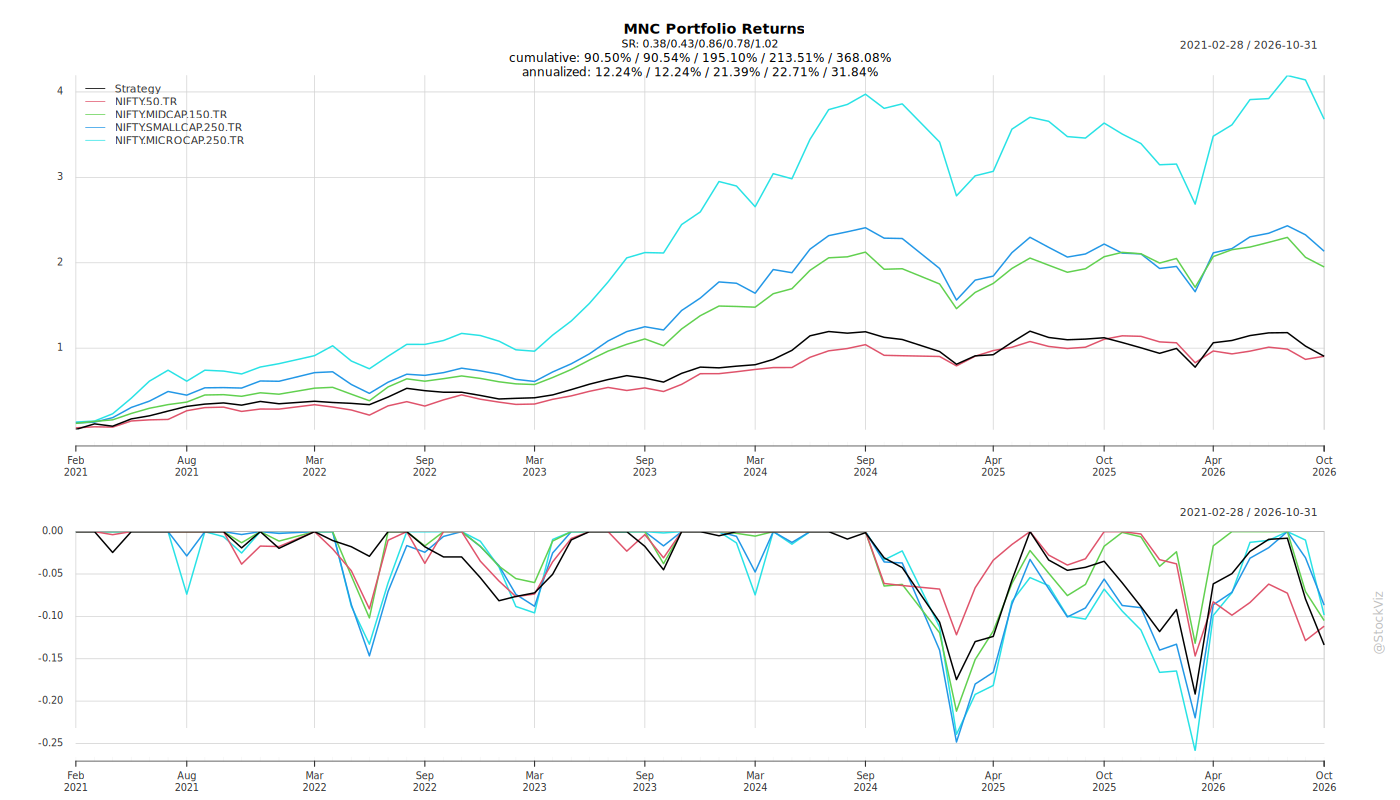 MNC Portfolio Returns
SR: 0.38/0.43/0.86/0.78/1.02
cumulative: 90.50% / 90.54% / 195.10% / 213.51% / 368.08%
annualized: 12.24% / 12.24% / 21.39% / 22.71% / 31.84%
2021-02-28 / 2026-10-31
Strategy
NIFTY.50.TR
NIFTY.MIDCAP.150.TR
NIFTY.SMALLCAP.250.TR
NIFTY.MICROCAP.250.TR
4
3
2
1
Feb Aug Mar Sep Mar Sep Mar Sep Apr Oct Apr Oct
2021 2021 2022 2022 2023 2023 2024 2024 2025 2025 2026 2026
2021-02-28 / 2026-10-31
0.00
-0.05
-0.10
-0.15
-0.20
-0.25
Feb Aug Mar Sep Mar Sep Mar Sep Apr Oct Apr Oct
2021 2021 2022 2022 2023 2023 2024 2024 2025 2025 2026 2026
@StockViz